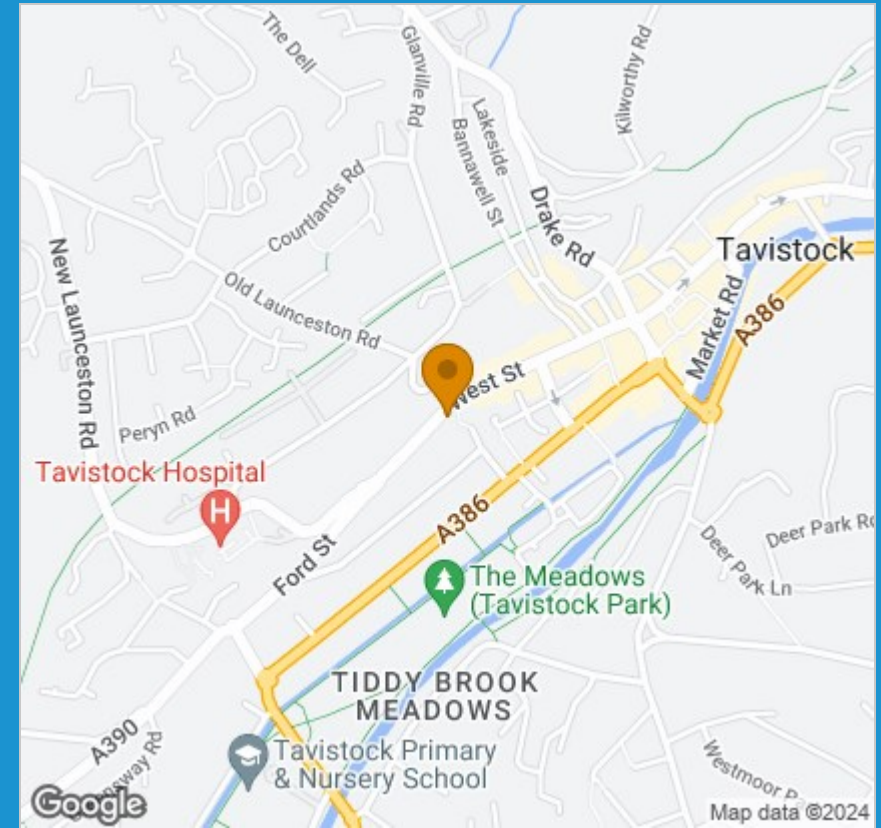 The Dell
Glanville Rd
Kilworthy Rd
Lakeside
Bannawell St
Courtlands Rd
Drake Rd
New Launceston Rd
Old Launceston Rd
Tavistock
Market Rd
A386
West St
Peryn Rd
Tavistock Hospital
H
A386
Ford St
Deer Park Rd
Deer Park Ln
The Meadows
(Tavistock Park)
TIDDY BROOK
MEADOWS
A390
Tavistock Primary
& Nursery School
Google
Map data ©2024